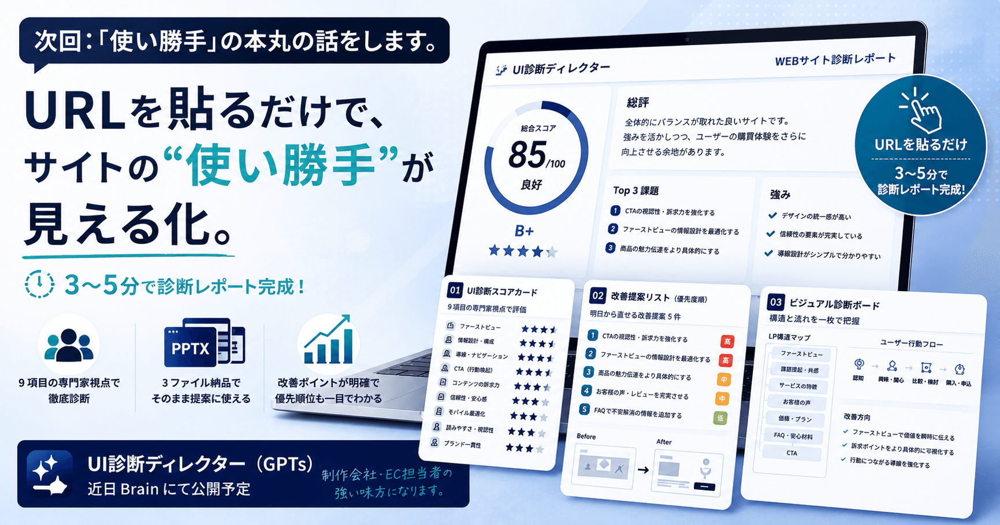 次回：「使い勝手」の本丸の話をします。
URLを貼るだけで、
サイトの“使い勝手”が
見える化。
3〜5分で診断レポート完成！
9項目の専門家視点で
徹底診断
PPTX
3ファイル納品で
そのまま提案に使える
改善ポイントが明確で
優先順位も一目でわかる
UI診断ディレクター（GPTs）
近日 Brain にて公開予定
制作会社・EC担当者の
強い味方になります。
UI診断ディレクター
WEBサイト診断レポート
総合スコア
85/100
良好
B+
総評
全体的にバランスが取れた良いサイトです。
強みを活かしつつ、ユーザーの購買体験をさらに
向上させる余地があります。
Top 3 課題
1 CTAの視認性・訴求力を強化する
2 ファーストビューの情報設計を最適化する
3 商品の魅力伝達をより具体的にする
強み
デザインの統一感が高い
信頼性の要素が充実している
導線設計がシンプルで分かりやすい
URLを貼るだけ
3〜5分で
診断レポート完成！
01 UI診断スコアカード
9項目の専門家視点で評価
ファーストビュー
情報設計・構成
導線・ナビゲーション
CTA（行動喚起）
コンテンツの訴求力
信頼性・安心感
モバイル最適化
読みやすさ・視認性
ブランド一貫性
02 改善提案リスト（優先度順）
明日から直せる改善提案 5 件
1 CTAの視認性・訴求力を強化する 高
2 ファーストビューの情報設計を最適化する 高
3 商品の魅力伝達をより具体的にする 中
4 お客様の声・レビューを充実させる 中
5 FAQで不安解消の情報を追加する
Before
After
03 ビジュアル診断ボード
構造と流れを一枚で把握
LP構造マップ
ファーストビュー
課題提起・共感
サービスの特徴
お客様の声
価格・プラン
FAQ・安心材料
CTA
ユーザー行動フロー
認知
興味・関心
比較・検討
購入・申込
改善方向
ファーストビューで価値を瞬時に伝える
訴求ポイントをより具体的に可視化する
行動につながる導線を強化する